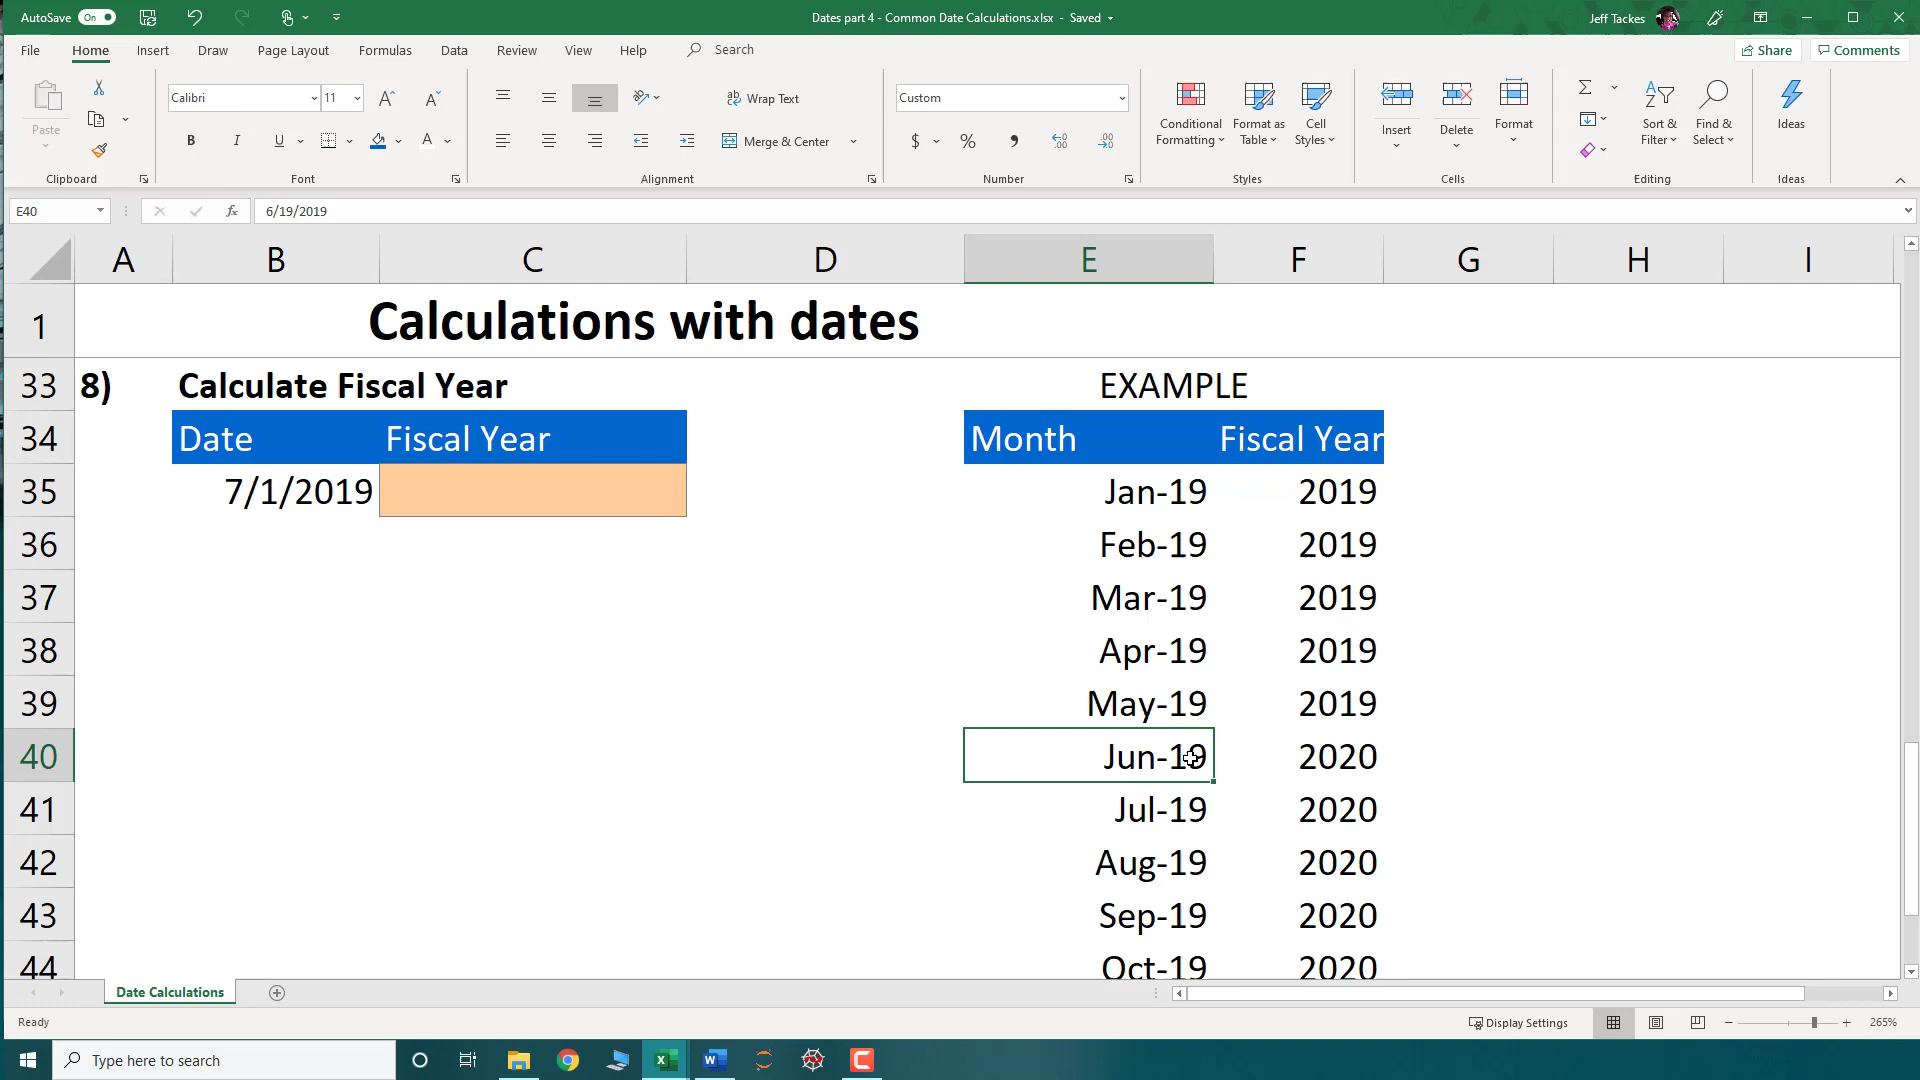 AutoSave On
Dates part 4 - Common Date Calculations.xlsx - Saved
Jeff Tackes
File Home Insert Draw Page Layout Formulas Data Review View Help Search
Share Comments
Paste
Clipboard
Calibri 11
B I U A
Font
Wrap Text
Merge & Center
Alignment
Custom
$ % ,
Number
Conditional Formatting
Format as Table
Cell Styles
Styles
Insert Delete Format
Cells
Sort & Filter
Find & Select
Editing
Ideas
Ideas
E40 fx 6/19/2019
A B C D E F G H I
1 Calculations with dates
33 8) Calculate Fiscal Year EXAMPLE
34 Date Fiscal Year Month Fiscal Year
35 7/1/2019 Jan-19 2019
36 Feb-19 2019
37 Mar-19 2019
38 Apr-19 2019
39 May-19 2019
40 Jun-19 2020
41 Jul-19 2020
42 Aug-19 2020
43 Sep-19 2020
44 Oct-19 2020
Date Calculations
Ready Display Settings 265%
Type here to search